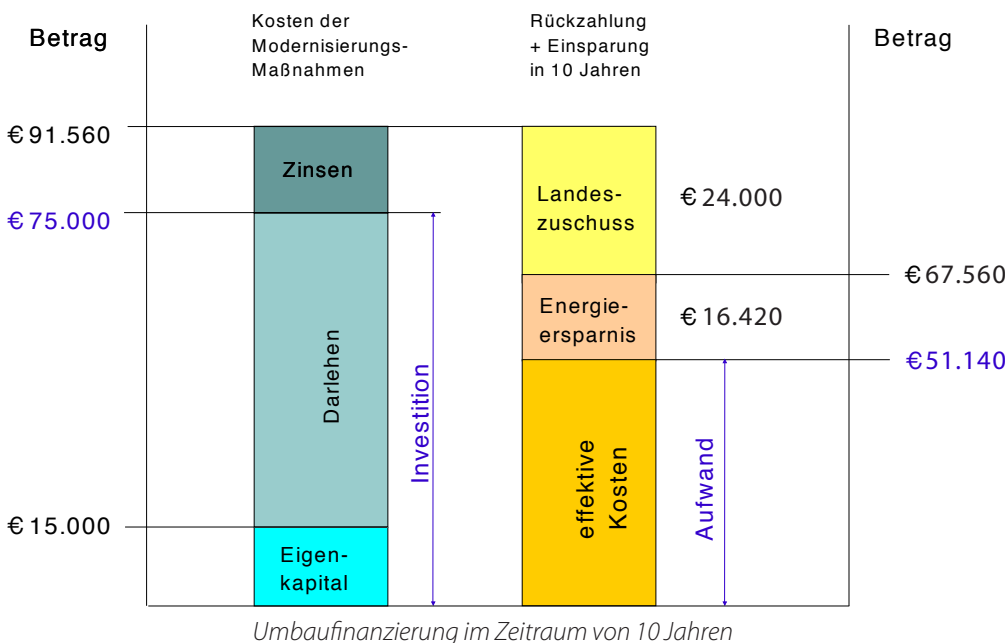 Kosten der
Modernisierungs-
Maßnahmen
Rückzahlung
+ Einsparung
in 10 Jahren
Betrag
Betrag
€ 91.560
Zinsen
€ 75.000
Landes-
zuschuss
€ 24.000
€ 67.560
Energie-
ersparnis
€ 16.420
€ 51.140
Darlehen
Investition
effektive
Kosten
Aufwand
€ 15.000
Eigen-
kapital
Umbaufinanzierung im Zeitraum von 10 Jahren